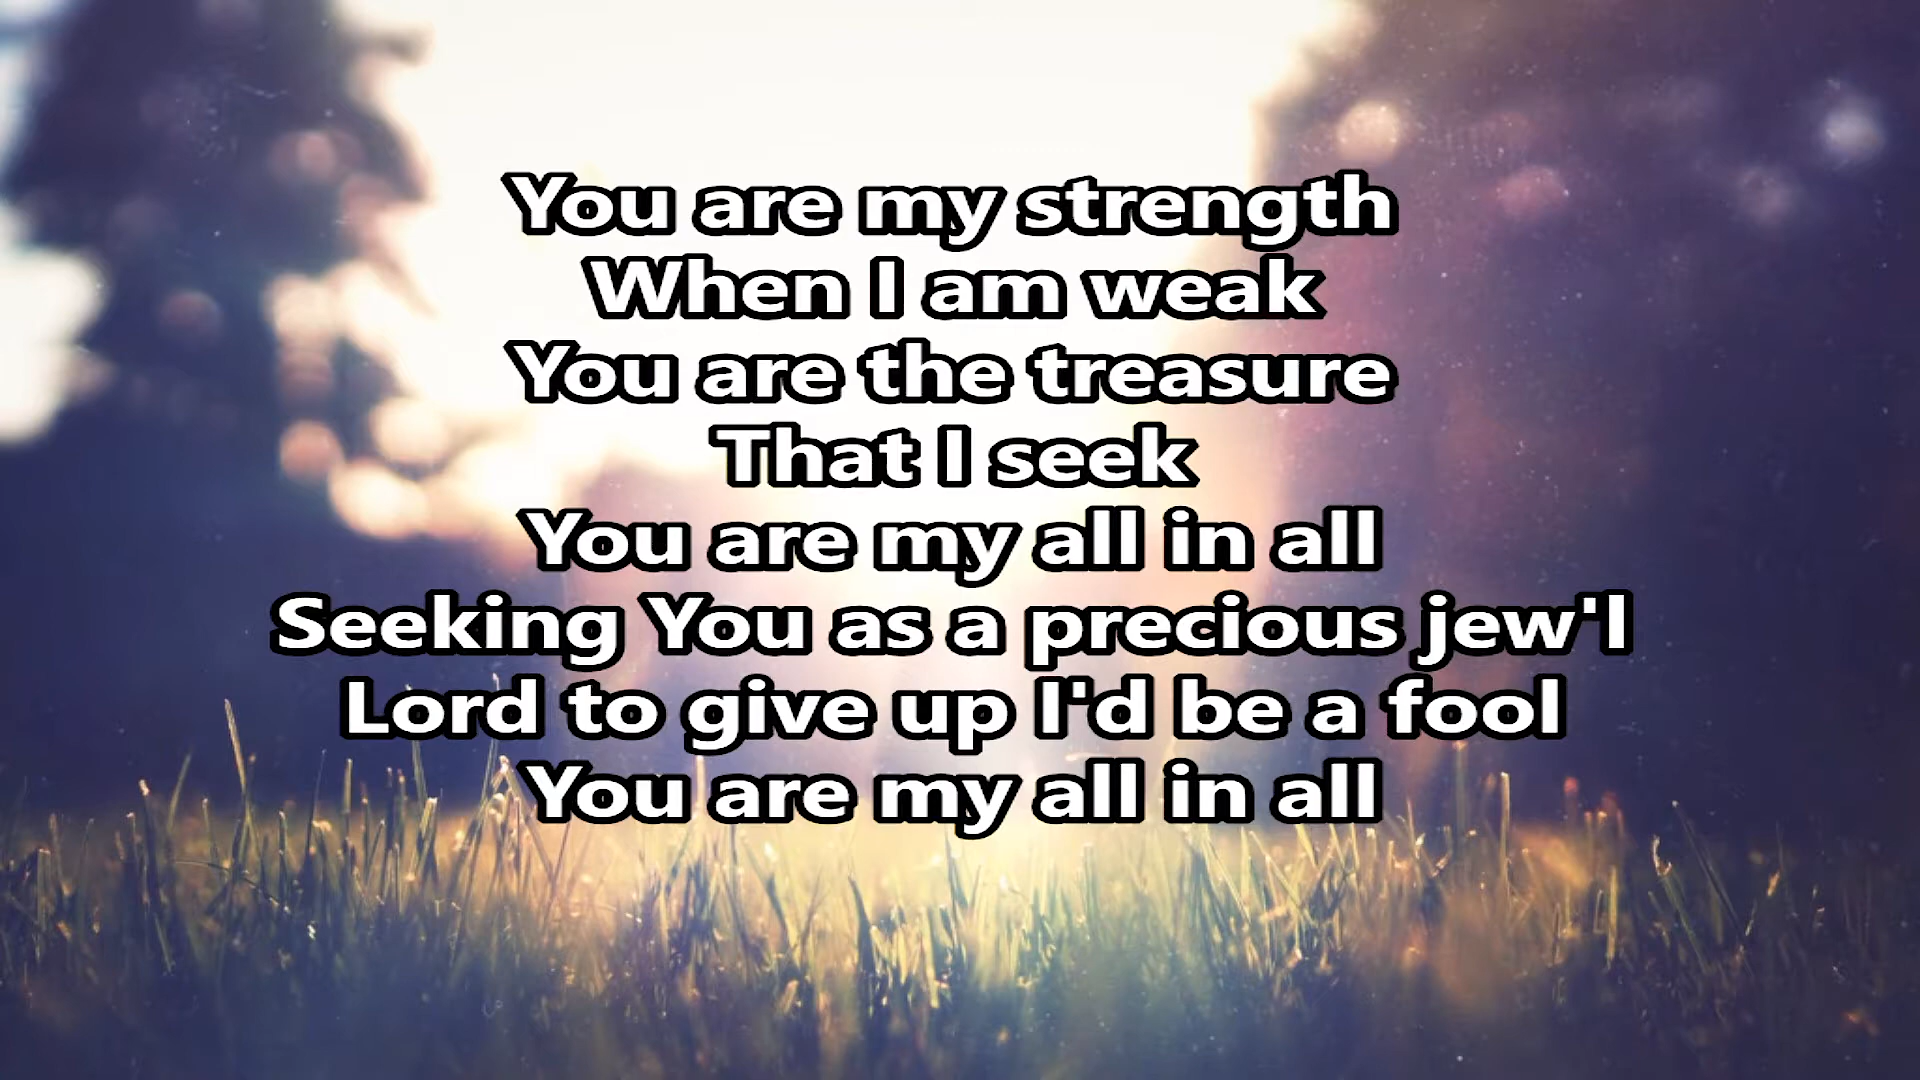 You are my strength
When I am weak
You are the treasure
That I seek
You are my all in all
Seeking You as a precious jew'l
Lord to give up I'd be a fool
You are my all in all